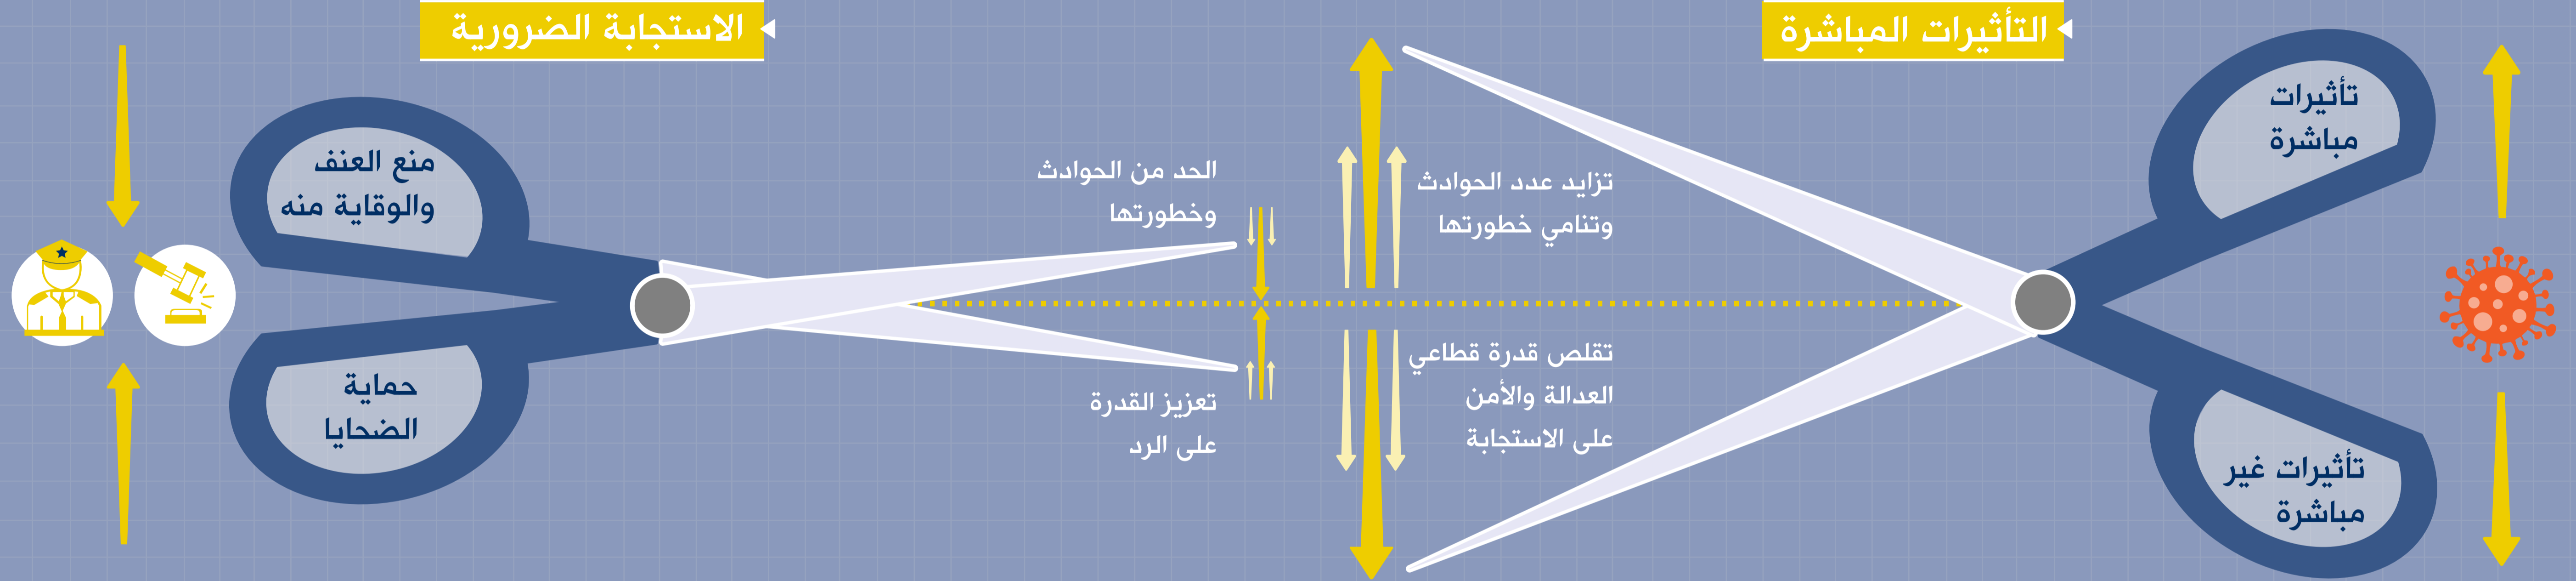 التأثيرات المباشرة
تأثيرات
مباشرة
تأثيرات غير
مباشرة
تزايد عدد الحوادث
وتنامي خطورتها
تقلص قدرة قطاعي
العدالة والأمن
على الاستجابة
الاستجابة الضرورية
الحد من الحوادث
وخطورتها
تعزيز القدرة
على الرد
منع العنف
والوقاية منه
حماية
الضحايا